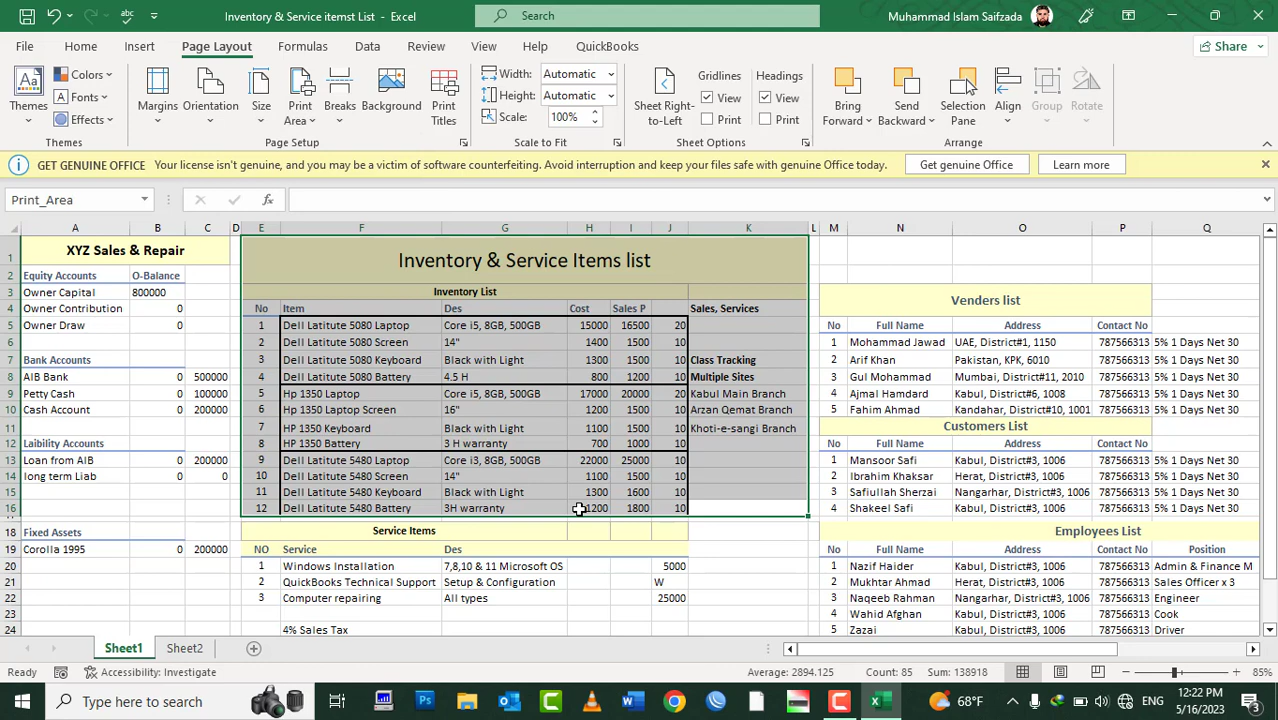 Inventory & Service itemst List - Excel
Search
Muhammad Islam Saifzada
File Home Insert Page Layout Formulas Data Review View Help QuickBooks Share
Themes Colors Fonts Effects
Margins Orientation Size Print Area Breaks Background Print Titles
Width: Automatic
Height: Automatic
Scale: 100%
Sheet Right-to-Left
Gridlines Headings
View View
Print Print
Bring Forward Send Backward Selection Pane Align Group Rotate
Themes Page Setup Scale to Fit Sheet Options Arrange
GET GENUINE OFFICE Your license isn't genuine, and you may be a victim of software counterfeiting. Avoid interruption and keep your files safe with genuine Office today. Get genuine Office Learn more
Print_Area fx
A B C D E F G H I J K L M N O P Q
1 XYZ Sales & Repair
2 Equity Accounts O-Balance
3 Owner Capital 800000
4 Owner Contribution 0
5 Owner Draw 0
6
7 Bank Accounts
8 AIB Bank 0 500000
9 Petty Cash 0 100000
10 Cash Account 0 200000
11
12 Laibility Accounts
13 Loan from AIB 0 200000
14 long term Liab 0 0
15
16
18 Fixed Assets
19 Corolla 1995 0 200000
20
21
22
23
24
Inventory & Service Items list
Inventory List
No Item Des Cost Sales P Sales, Services
1 Dell Latitute 5080 Laptop Core i5, 8GB, 500GB 15000 16500 20
2 Dell Latitute 5080 Screen 14" 1400 1500 10
3 Dell Latitute 5080 Keyboard Black with Light 1300 1500 10 Class Tracking
4 Dell Latitute 5080 Battery 4.5 H 800 1200 10 Multiple Sites
5 Hp 1350 Laptop Core i5, 8GB, 500GB 17000 20000 20 Kabul Main Branch
6 Hp 1350 Laptop Screen 16" 1200 1500 10 Arzan Qemat Branch
7 HP 1350 Keyboard Black with Light 1100 1500 10 Khoti-e-sangi Branch
8 HP 1350 Battery 3 H warranty 700 1000 10
9 Dell Latitute 5480 Laptop Core i3, 8GB, 500GB 22000 25000 10
10 Dell Latitute 5480 Screen 14" 1100 1500 10
11 Dell Latitute 5480 Keyboard Black with Light 1300 1600 10
12 Dell Latitute 5480 Battery 3H warranty 1200 1800 10
Service Items
NO Service Des
1 Windows Installation 7,8,10 & 11 Microsoft OS 5000
2 QuickBooks Technical Support Setup & Configuration W
3 Computer repairing All types 25000
4% Sales Tax
Venders list
No Full Name Address Contact No
1 Mohammad Jawad UAE, District#1, 1150 787566313 5% 1 Days Net 30
2 Arif Khan Pakistan, KPK, 6010 787566313 5% 1 Days Net 30
3 Gul Mohammad Mumbai, District#11, 2010 787566313 5% 1 Days Net 30
4 Ajmal Hamdard Kabul, District#2, 1006 787566313 5% 1 Days Net 30
5 Fahim Ahmad Kandahar, District#10, 1001 787566313 5% 1 Days Net 30
Customers List
No Full Name Address Contact No
1 Mansoor Safi Kabul, District#3, 1006 787566313 5% 1 Days Net 30
2 Ibrahim Khaksar Herat, District#3, 1006 787566313 5% 1 Days Net 30
3 Safiullah Sherzai Nangarhar, District#3, 1006 787566313 5% 1 Days Net 30
4 Shakeel Safi Kabul, District#3, 1006 787566313 5% 1 Days Net 30
Employees List
No Full Name Address Contact No Position
1 Nazif Haider Kabul, District#3, 1006 787566313 Admin & Finance M
2 Mukhtar Ahmad Herat, District#3, 1006 787566313 Sales Officer x 3
3 Naqeeb Rahman Nangarhar, District#3, 1006 787566313 Engineer
4 Wahid Afghan Kabul, District#3, 1006 787566313 Cook
5 Zazai Kabul, District#3, 1006 787566313 Driver
Sheet1 Sheet2
Ready Accessibility: Investigate Average: 2894.125 Count: 85 Sum: 138918 85%
Type here to search 68°F ENG 12:22 PM
5/16/2023 3